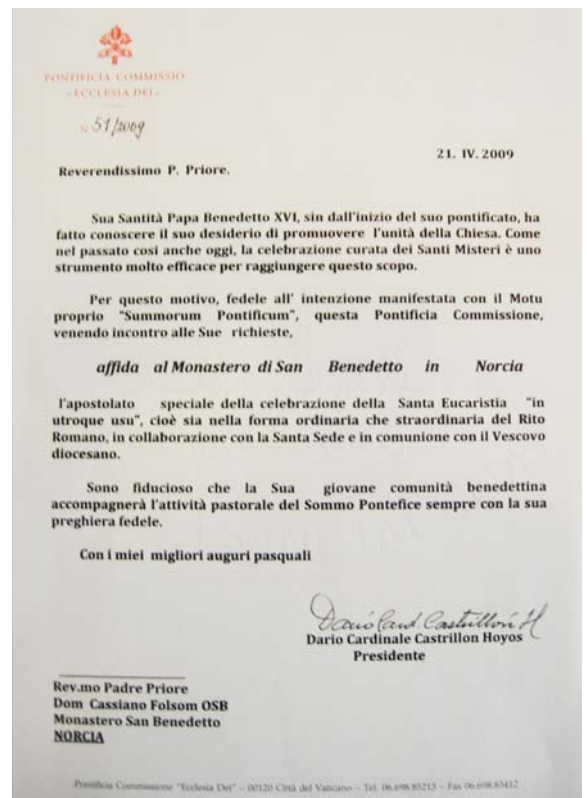 PONTIFICIA COMMISSIO
«ECCLESIA DEI»
N. 51/2009
21. IV. 2009
Reverendissimo P. Priore.
Sua Santità Papa Benedetto XVI, sin dall'inizio del suo pontificato, ha
fatto conoscere il suo desiderio di promuovere l'unità della Chiesa. Come
nel passato così anche oggi, la celebrazione curata dei Santi Misteri è uno
strumento molto efficace per raggiungere questo scopo.
Per questo motivo, fedele all' intenzione manifestata con il Motu
proprio "Summorum Pontificum", questa Pontificia Commissione,
venendo incontro alle Sue richieste,
affida al Monastero di San Benedetto in Norcia
l'apostolato speciale della celebrazione della Santa Eucaristia "in
utroque usu", cioè sia nella forma ordinaria che straordinaria del Rito
Romano, in collaborazione con la Santa Sede e in comunione con il Vescovo
diocesano.
Sono fiducioso che la Sua giovane comunità benedettina
accompagnerà l'attività pastorale del Sommo Pontefice sempre con la sua
preghiera fedele.
Con i miei migliori auguri pasquali
Darío Card. Castrillón H
Dario Cardinale Castrillon Hoyos
Presidente
Rev.mo Padre Priore
Dom Cassiano Folsom OSB
Monastero San Benedetto
NORCIA
Pontificia Commissione "Ecclesia Dei" - 00120 Città del Vaticano - Tel. 06.698.85213 - Fax 06.698.83412